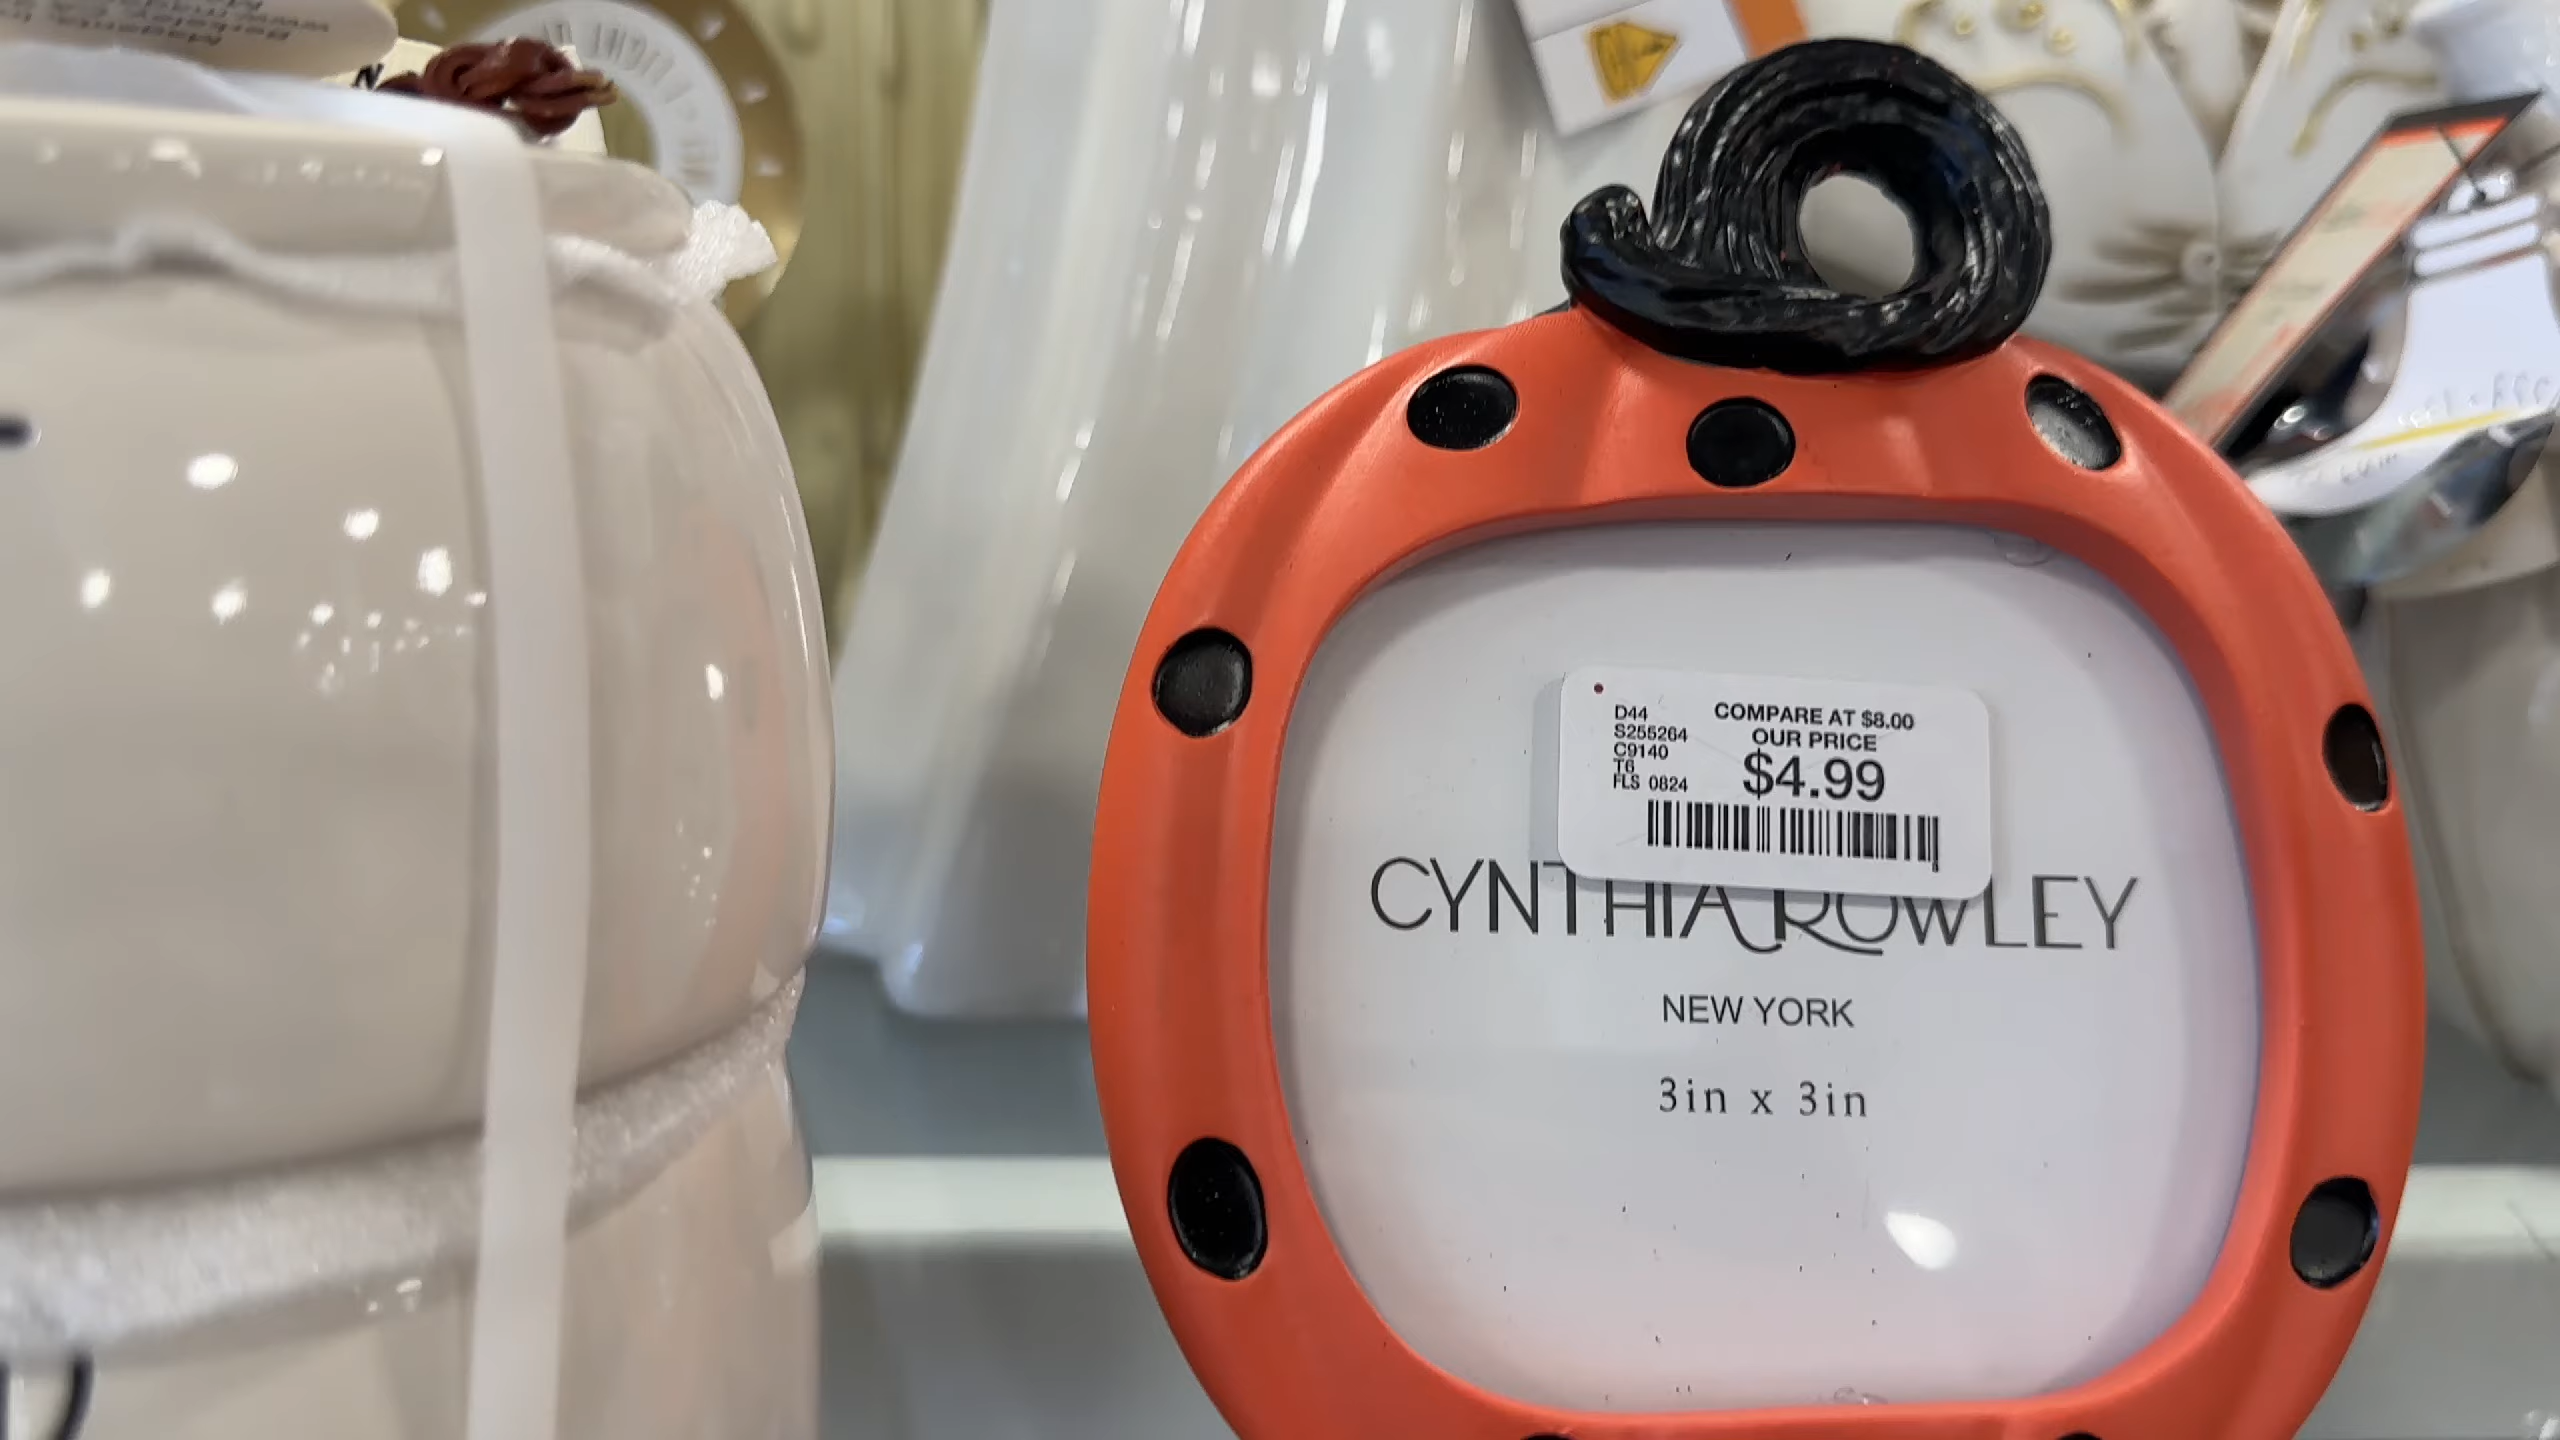 D44
S255264
C9140
T6
FLS 0824
COMPARE AT $8.00
OUR PRICE
$4.99
CYNTHIA ROWLEY
NEW YORK
3in x 3in